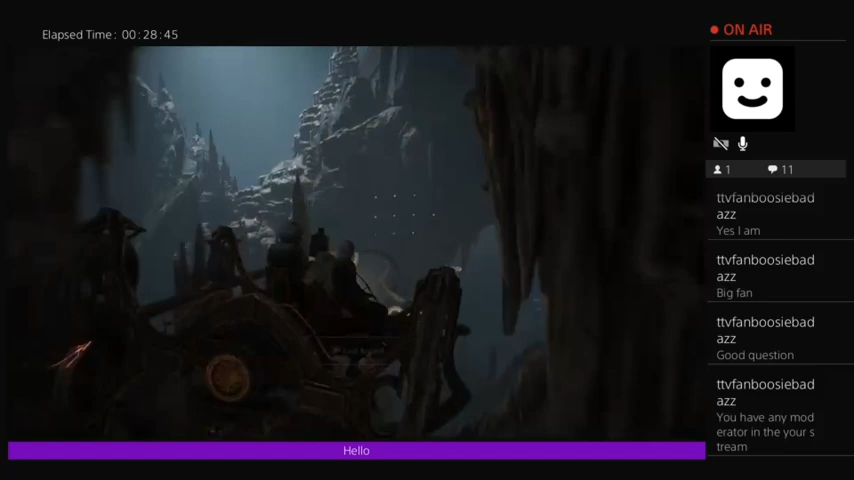 Elapsed Time: 00:28:45
ON AIR
1
11
ttvfanboosiebad
azz
Yes I am
ttvfanboosiebad
azz
Big fan
ttvfanboosiebad
azz
Good question
ttvfanboosiebad
azz
You have any mod
erator in the your s
tream
Hello